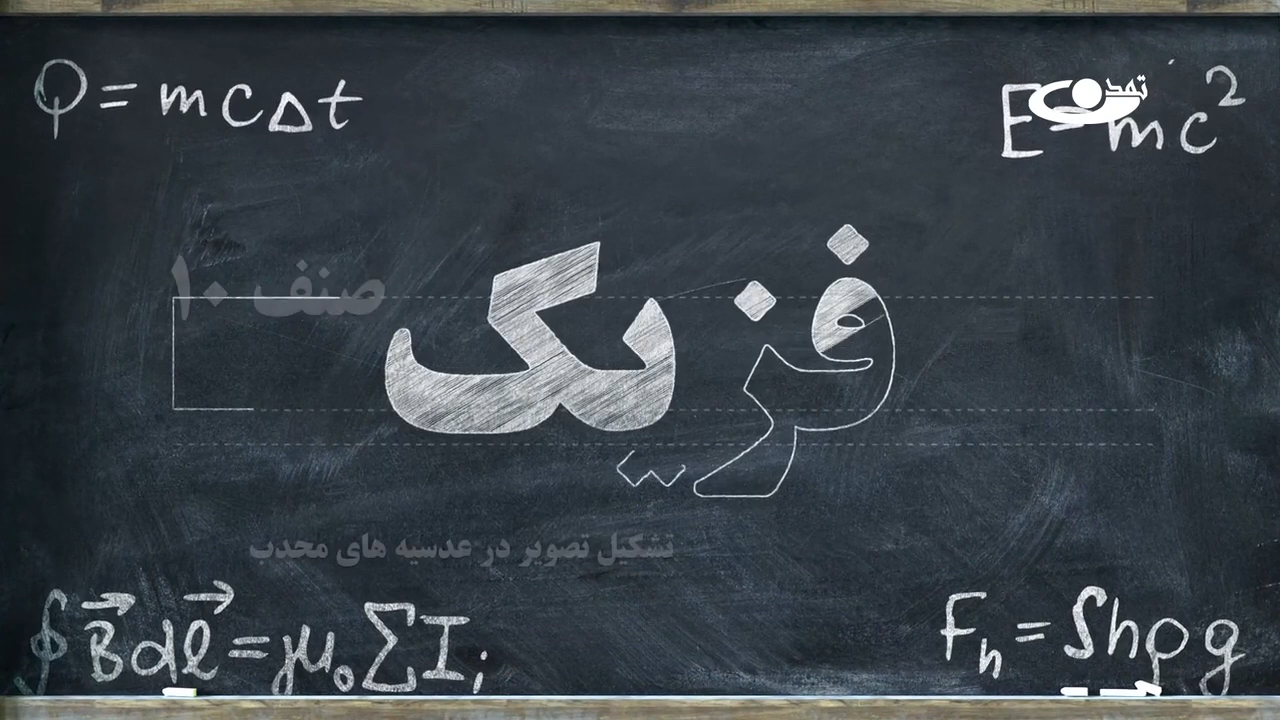 Q = mcΔt
E = mc²
تمدن
فزیک
صنف ۱۰
تشکیل تصویر در عدسیه های محدب
∮B⃗dℓ⃗ = μ₀ΣIᵢ
Fₕ = Shρg